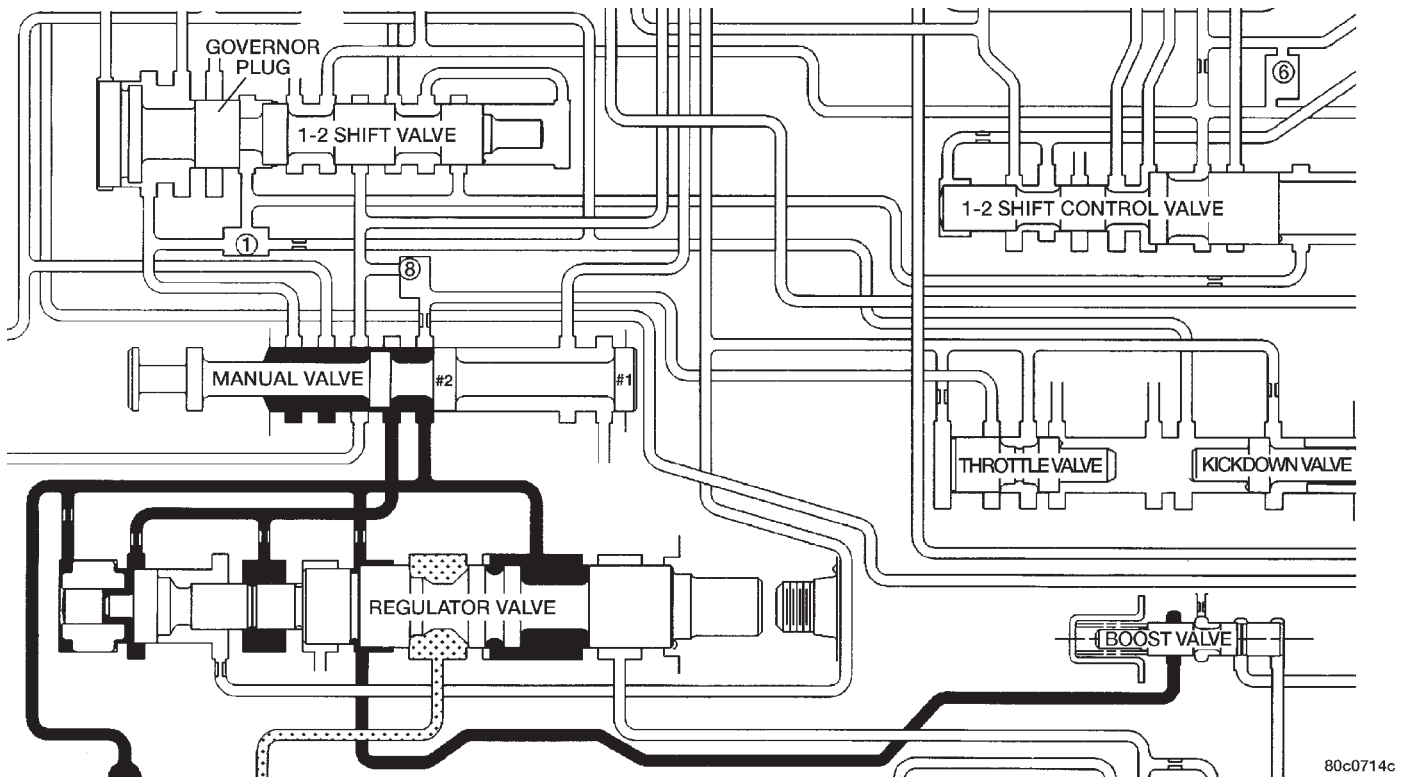 GOVERNOR
PLUG
⑥
1-2 SHIFT VALVE
1-2 SHIFT CONTROL VALVE
①
⑧
MANUAL VALVE
#2
#1
THROTTLE VALVE
KICKDOWN VALVE
REGULATOR VALVE
BOOST VALVE
80c0714c